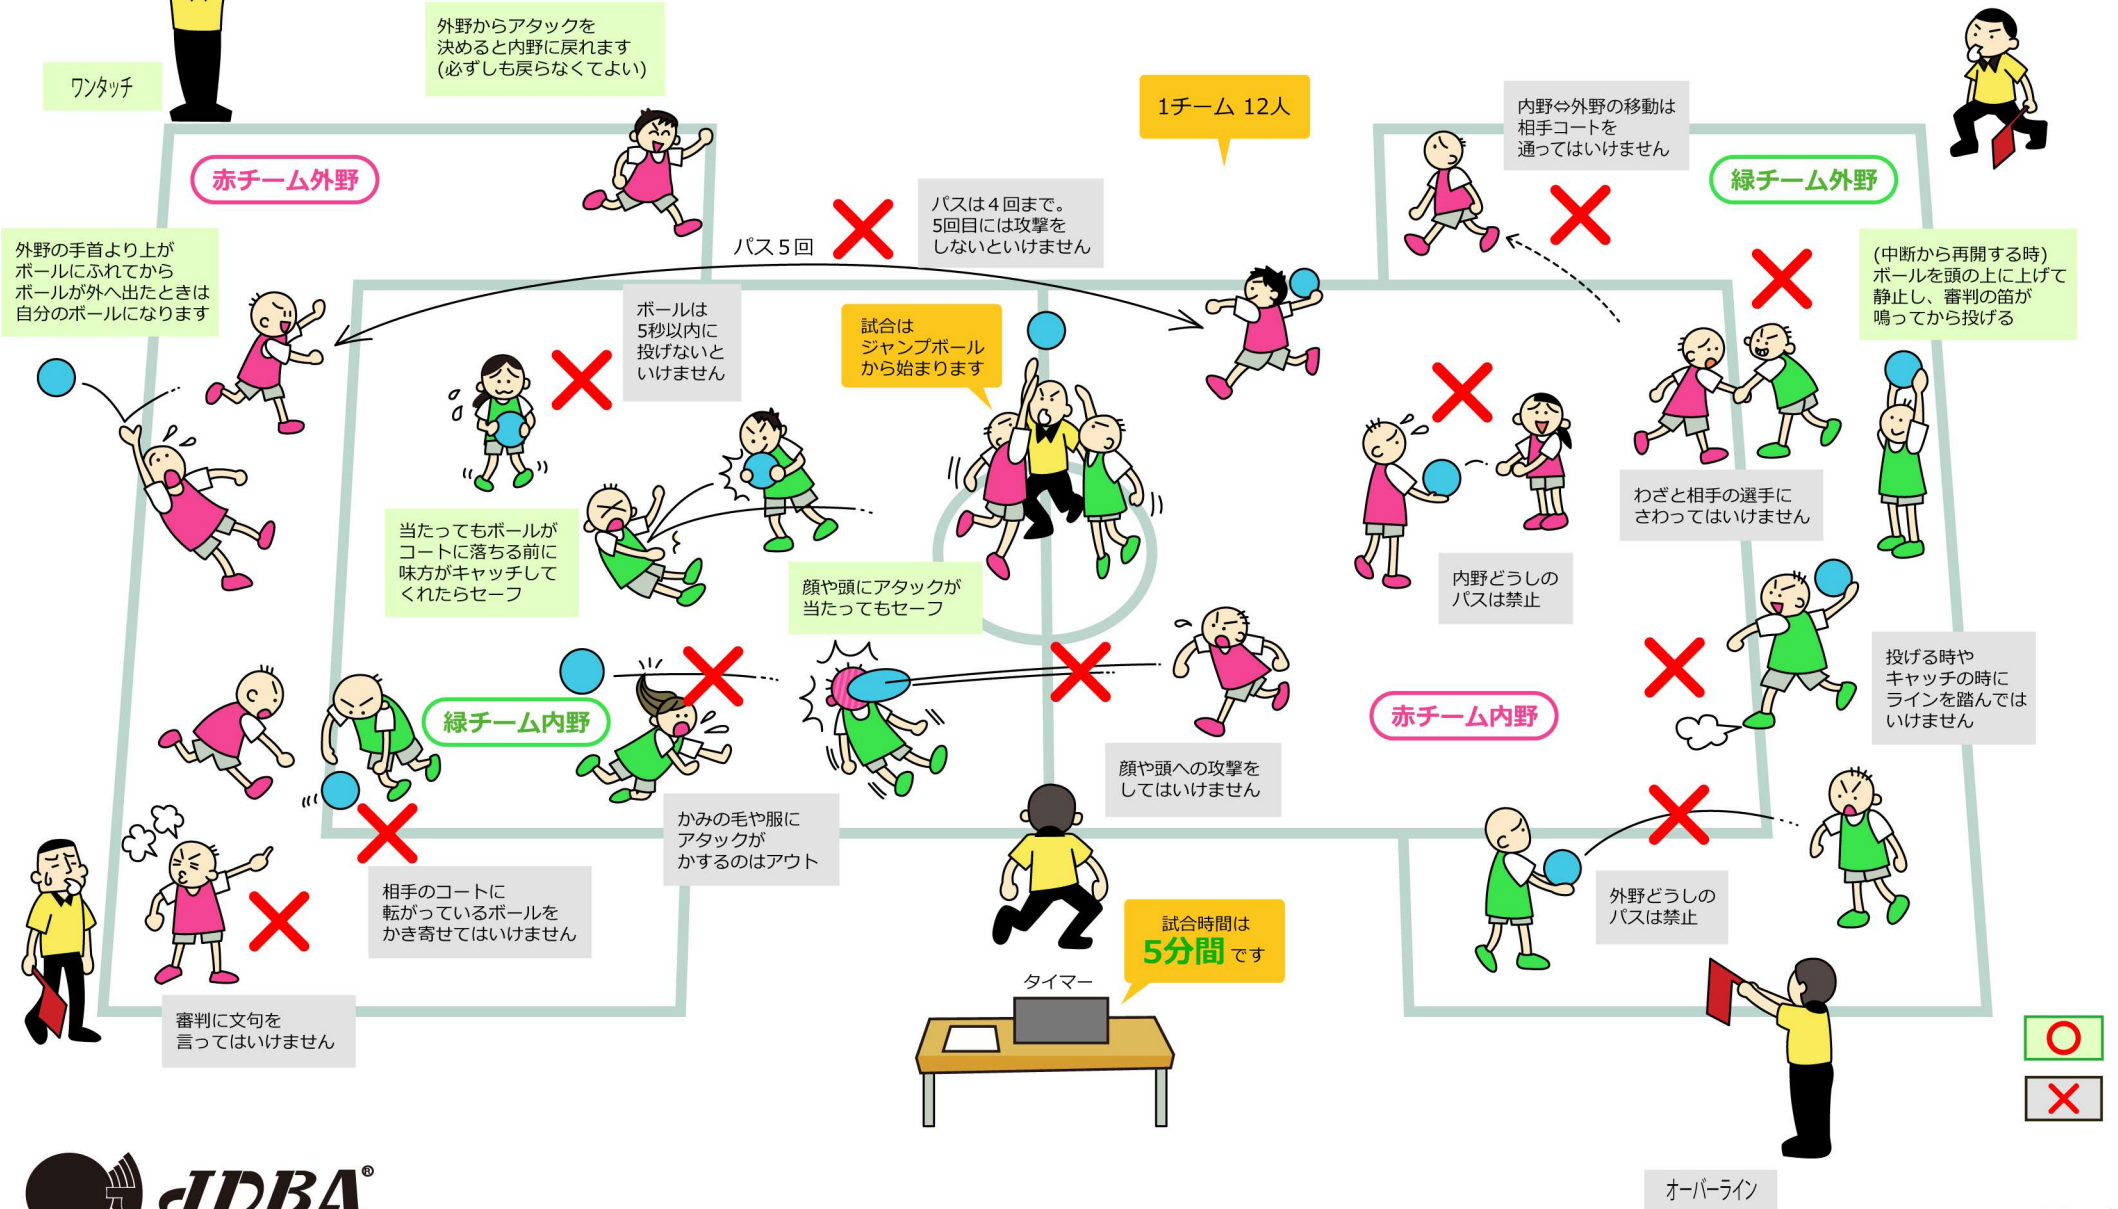 外野からアタックを
決めると内野に戻れます
(必ずしも戻らなくてよい)
ワンタッチ
1チーム 12人
内野⇔外野の移動は
相手コートを
通ってはいけません
赤チーム外野
緑チーム外野
パスは４回まで。
5回目には攻撃を
しないといけません
パス５回
外野の手首より上が
ボールにふれてから
ボールが外へ出たときは
自分のボールになります
(中断から再開する時)
ボールを頭の上に上げて
静止し、審判の笛が
鳴ってから投げる
ボールは
5秒以内に
投げないと
いけません
試合は
ジャンプボール
から始まります
わざと相手の選手に
さわってはいけません
当たってもボールが
コートに落ちる前に
味方がキャッチして
くれたらセーフ
顔や頭にアタックが
当たってもセーフ
内野どうしの
パスは禁止
投げる時や
キャッチの時に
ラインを踏んでは
いけません
緑チーム内野
赤チーム内野
顔や頭への攻撃を
してはいけません
かみの毛や服に
アタックが
かするのはアウト
相手のコートに
転がっているボールを
かき寄せてはいけません
外野どうしの
パスは禁止
試合時間は
5分間です
タイマー
審判に文句を
言ってはいけません
オーバーライン
JDBA®